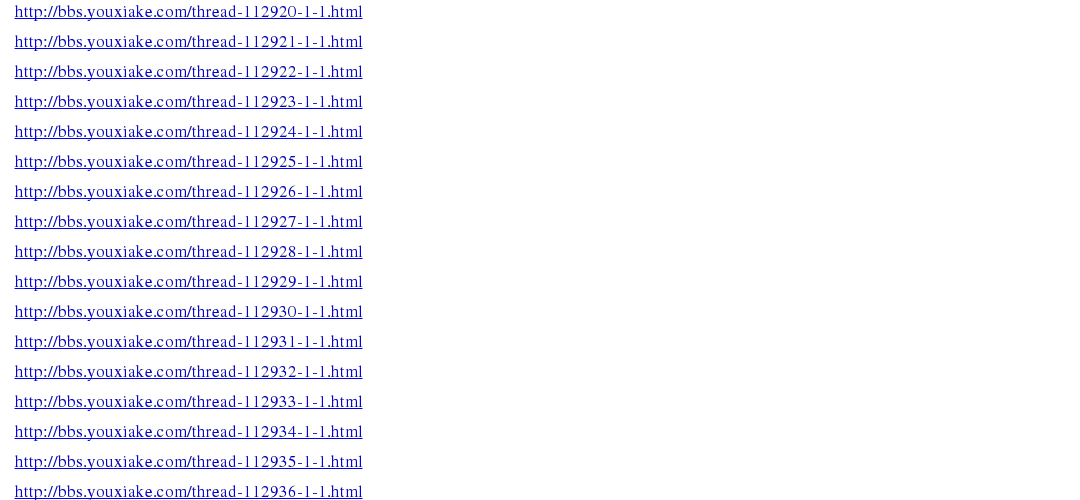 http://bbs.youxiake.com/thread-112920-1-1.html
http://bbs.youxiake.com/thread-112921-1-1.html
http://bbs.youxiake.com/thread-112922-1-1.html
http://bbs.youxiake.com/thread-112923-1-1.html
http://bbs.youxiake.com/thread-112924-1-1.html
http://bbs.youxiake.com/thread-112925-1-1.html
http://bbs.youxiake.com/thread-112926-1-1.html
http://bbs.youxiake.com/thread-112927-1-1.html
http://bbs.youxiake.com/thread-112928-1-1.html
http://bbs.youxiake.com/thread-112929-1-1.html
http://bbs.youxiake.com/thread-112930-1-1.html
http://bbs.youxiake.com/thread-112931-1-1.html
http://bbs.youxiake.com/thread-112932-1-1.html
http://bbs.youxiake.com/thread-112933-1-1.html
http://bbs.youxiake.com/thread-112934-1-1.html
http://bbs.youxiake.com/thread-112935-1-1.html
http://bbs.youxiake.com/thread-112936-1-1.html